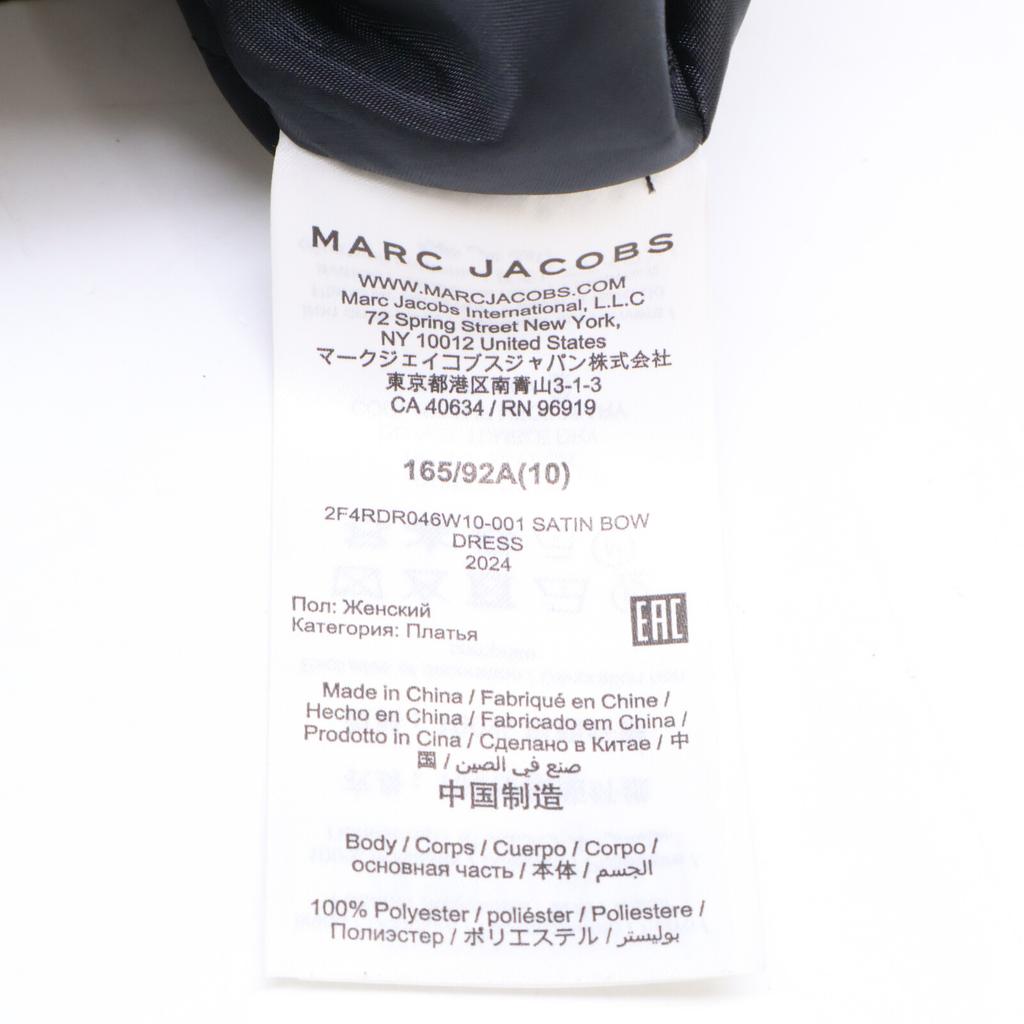 MARC JACOBS
WWW.MARCJACOBS.COM
Marc Jacobs International, L.L.C
72 Spring Street New York,
NY 10012 United States
マークジェイコブスジャパン株式会社
東京都港区南青山3-1-3
CA 40634 / RN 96919
165/92A(10)
2F4RDR046W10-001 SATIN BOW
DRESS
2024
Пол: Женский
Категория: Платья
EAC
Made in China / Fabriqué en Chine /
Hecho en China / Fabricado em China /
Prodotto in Cina / Сделано в Китае / 中
国 / صنع في الصين
中国制造
Body / Corps / Cuerpo / Corpo /
основная часть / 本体 / الجسم
100% Polyester / poliéster / Poliestere /
Полиэстер / ポリエステル / بوليستر